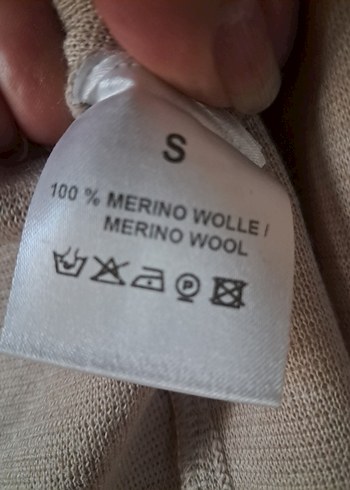 S
100 % MERINO WOLLE /
MERINO WOOL
P